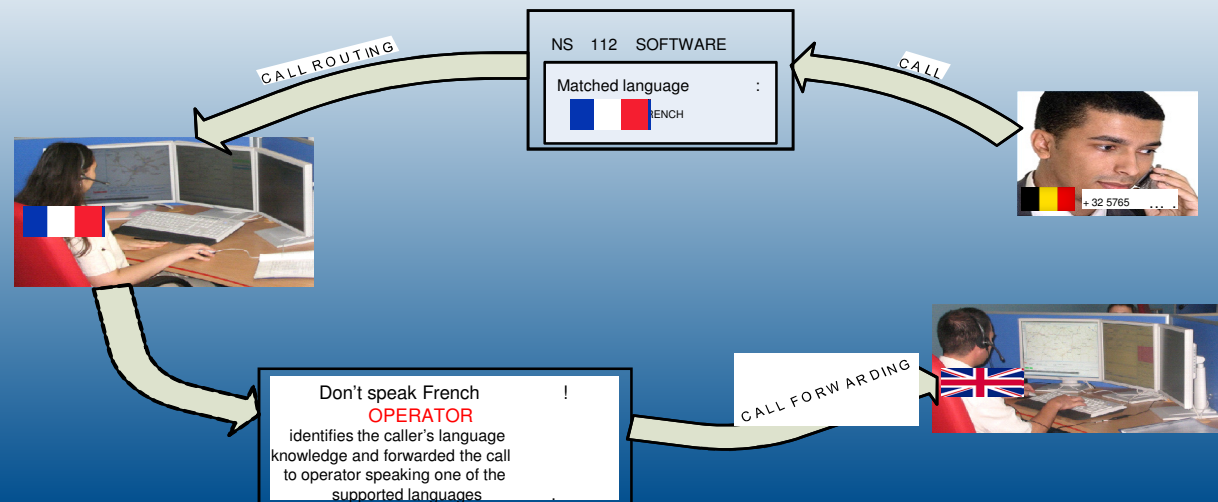 NS 112 SOFTWARE
CALL ROUTING
CALL
Matched language :
RENCH
+ 32 5765 ... .
Don’t speak French !
OPERATOR
identifies the caller’s language
knowledge and forwarded the call
to operator speaking one of the
supported languages .
CALL FORWARDING